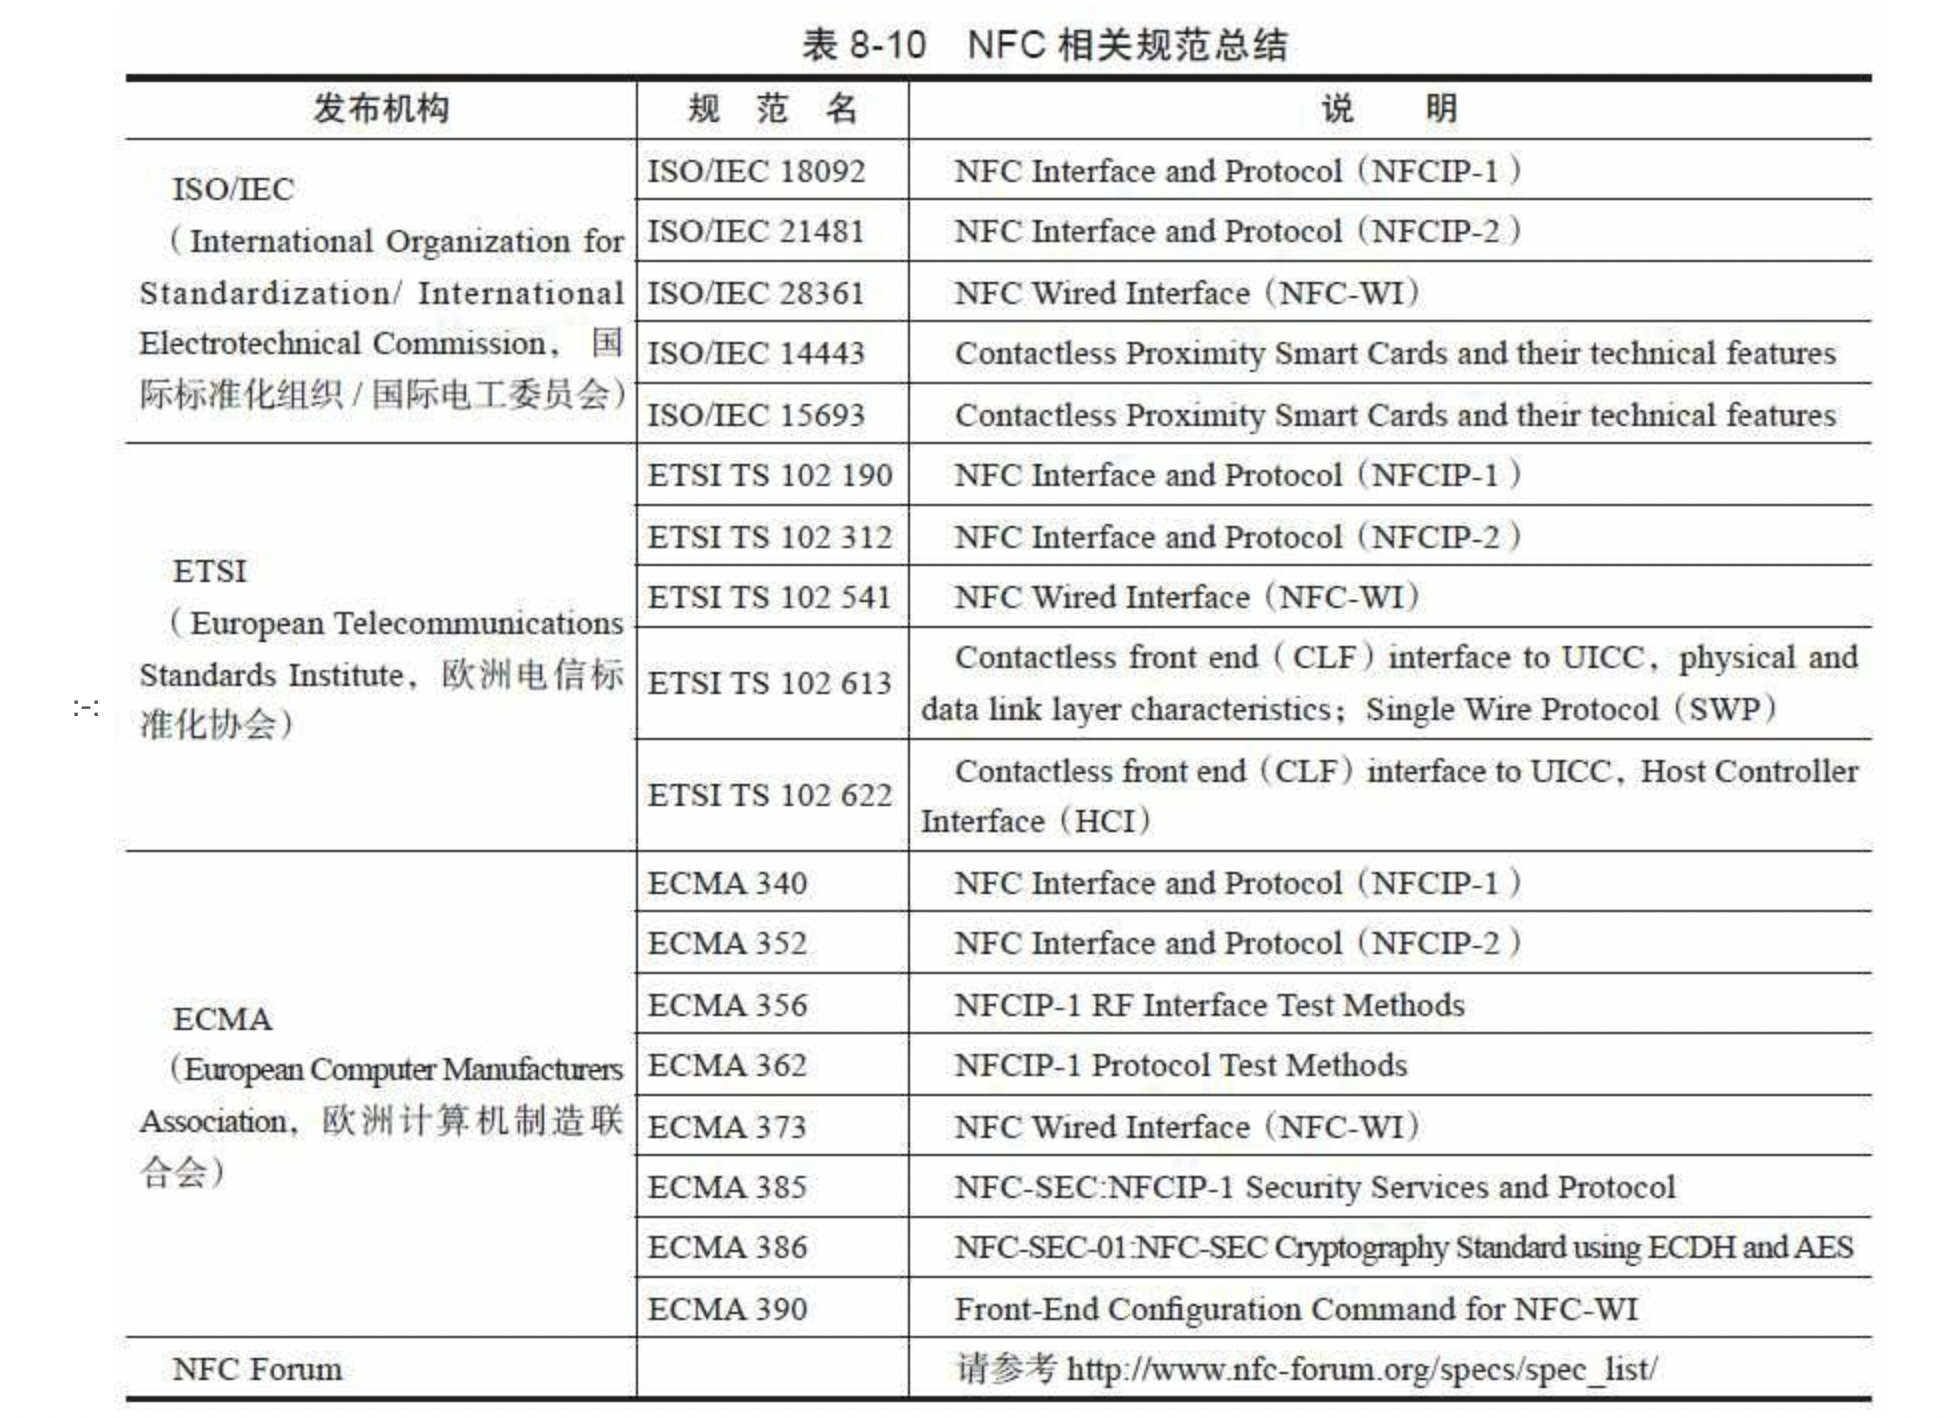 表 8-10 NFC 相关规范总结
发布机构 规 范 名 说 明
ISO/IEC
（International Organization for
Standardization/ International
Electrotechnical Commission， 国
际标准化组织 / 国际电工委员会）
ISO/IEC 18092 NFC Interface and Protocol（NFCIP-1）
ISO/IEC 21481 NFC Interface and Protocol（NFCIP-2）
ISO/IEC 28361 NFC Wired Interface（NFC-WI）
ISO/IEC 14443 Contactless Proximity Smart Cards and their technical features
ISO/IEC 15693 Contactless Proximity Smart Cards and their technical features
ETSI
（European Telecommunications
Standards Institute，欧洲电信标
准化协会）
ETSI TS 102 190 NFC Interface and Protocol（NFCIP-1）
ETSI TS 102 312 NFC Interface and Protocol（NFCIP-2）
ETSI TS 102 541 NFC Wired Interface（NFC-WI）
ETSI TS 102 613 Contactless front end（CLF）interface to UICC，physical and
data link layer characteristics；Single Wire Protocol（SWP）
ETSI TS 102 622 Contactless front end（CLF）interface to UICC，Host Controller
Interface（HCI）
:-:
ECMA
（European Computer Manufacturers
Association，欧洲计算机制造联
合会）
ECMA 340 NFC Interface and Protocol（NFCIP-1）
ECMA 352 NFC Interface and Protocol（NFCIP-2）
ECMA 356 NFCIP-1 RF Interface Test Methods
ECMA 362 NFCIP-1 Protocol Test Methods
ECMA 373 NFC Wired Interface（NFC-WI）
ECMA 385 NFC-SEC:NFCIP-1 Security Services and Protocol
ECMA 386 NFC-SEC-01:NFC-SEC Cryptography Standard using ECDH and AES
ECMA 390 Front-End Configuration Command for NFC-WI
NFC Forum 请参考 http://www.nfc-forum.org/specs/spec_list/